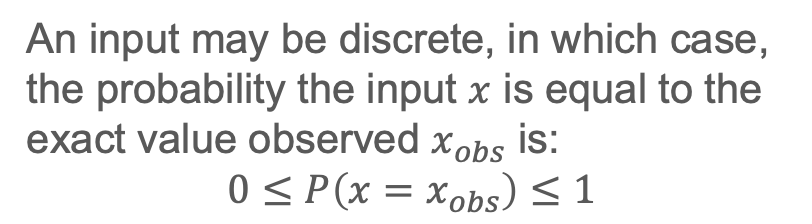 An input may be discrete, in which case,
the probability the input x is equal to the
exact value observed x_obs is:
0 ≤ P(x = x_obs) ≤ 1